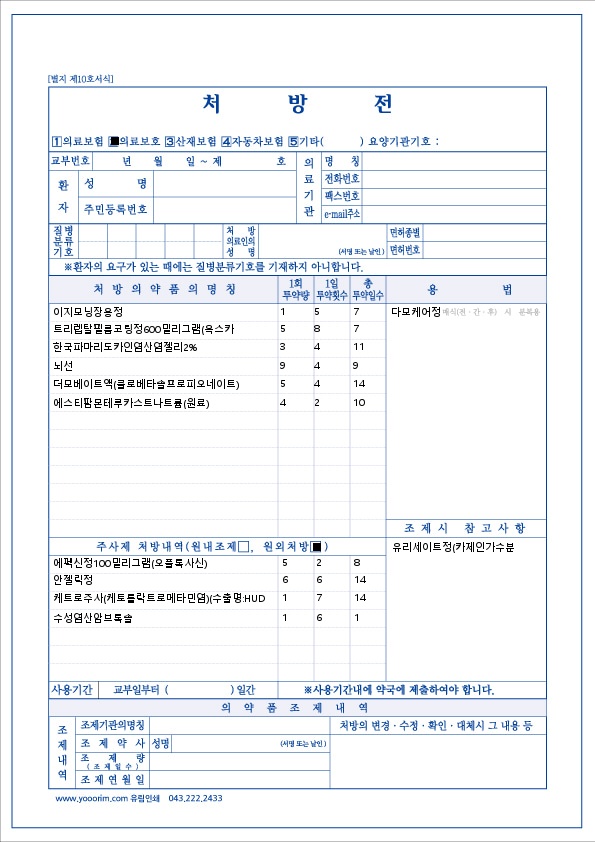 [별지 제10호서식]
처 방 전
1의료보험 ■의료보호 3산재보험 4자동차보험 5기타( ) 요양기관기호 :
교부번호 년 월 일 ~ 제 호
환자
성 명
주민등록번호
의료기관
명 칭
전화번호
팩스번호
e-mail주소
질병분류기호
처 방 의료인의 성 명
(서명 또는 날인)
면허종별
면허번호
※환자의 요구가 있는 때에는 질병분류기호를 기재하지 아니합니다.
처 방 의 약 품 의 명 칭 1회 투약량 1일 투약횟수 총 투약일수 용 법
이지모닝장용정 1 5 7
트리렙탈필름코팅정600밀리그램(옥스카 5 8 7
한국파마리도카인염산염젤리2% 3 4 11
뇌선 9 4 9
더모베이트액(클로베타솔프로피오네이트) 5 4 14
에스티팜몬테루카스트나트륨(원료) 4 2 10
다모케어정 매식(전 · 간 · 후) 시 분복용
조 제 시 참 고 사 항
유리세이트정(카제인가수분
주사제 처방내역(원내조제□, 원외처방■)
에펙신정100밀리그램(오플록사신) 5 2 8
안젤릭정 6 6 14
케트로주사(케토롤락트로메타민염)(수출명:HUD 1 7 14
수성염산암브록솔 1 6 1
사용기간 교부일부터 ( ) 일간 ※사용기간내에 약국에 제출하여야 합니다.
의 약 품 조 제 내 역
조제내역
조제기관의명칭
조 제 약 사 성명 (서명 또는 날인)
조 제 량
( 조 제 일 수 )
조 제 연 월 일
처방의 변경 · 수정 · 확인 · 대체시 그 내용 등
www.yooorim.com 유림인쇄 043.222.2433